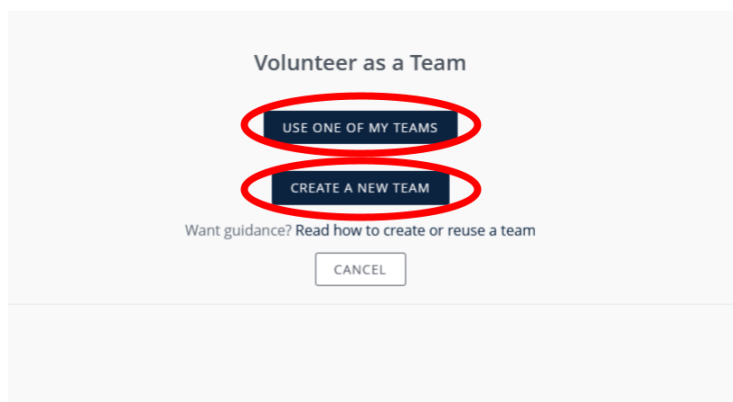 Volunteer as a Team
USE ONE OF MY TEAMS
CREATE A NEW TEAM
Want guidance? Read how to create or reuse a team
CANCEL